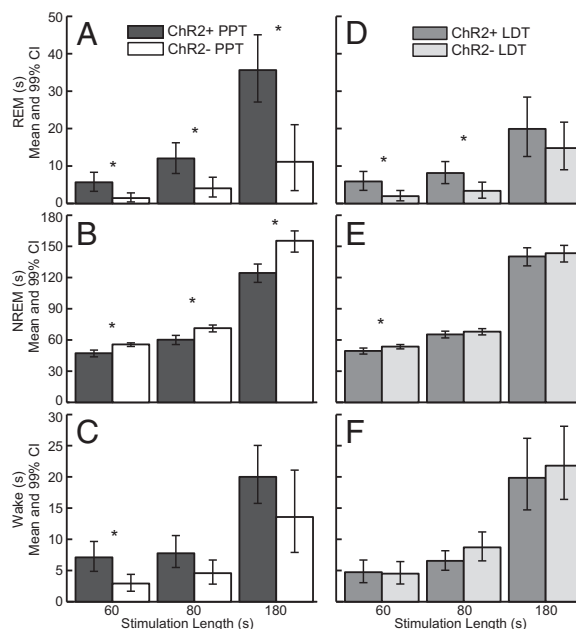 A
ChR2+ PPT
ChR2- PPT
*
*
*
REM (s)
Mean and 99% CI
50
40
30
20
10
0
D
ChR2+ LDT
ChR2- LDT
*
*
B
*
*
*
NREM (s)
Mean and 99% CI
180
150
120
90
60
30
0
E
*
C
*
Wake (s)
Mean and 99% CI
30
25
20
15
10
5
0
60 80 180
Stimulation Length (s)
F
60 80 180
Stimulation Length (s)